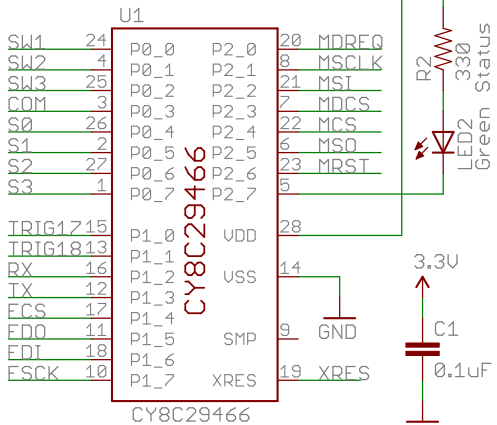 U1
SW1 24 P0_0 P2_0 20 MDREQ
SW2 4 P0_1 P2_1 8 MSCLK
SW3 25 P0_2 P2_2 21 MSI
COM 3 P0_3 P2_3 7 MDCS
S0 26 P0_4 P2_4 22 MCS
S1 2 P0_5 P2_5 6 MSO
S2 27 P0_6 P2_6 23 MRST
S3 1 P0_7 P2_7 5
TRIG17 15 P1_0 VDD 28
TRIG18 13 P1_1
RX 16 P1_2 VSS 14
TX 12 P1_3
FCS 17 P1_4
FDO 11 P1_5 SMP 9
GND
FDI 18 P1_6
FSCK 10 P1_7 XRES 19 XRES
CY8C29466
CY8C29466
R2
330
Status
LED2
Green
3.3V
C1
0.1uF